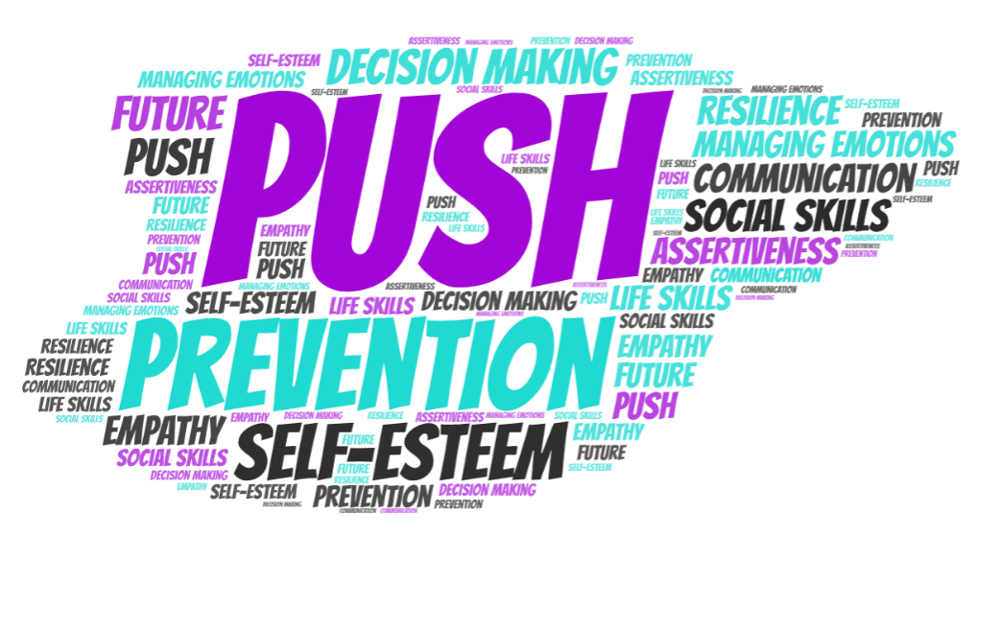 ASSERTIVENESS MANAGING EMOTIONS PREVENTION DECISION MAKING
SELF-ESTEEM DECISION MAKING PREVENTION
MANAGING EMOTIONS ASSERTIVENESS
SELF-ESTEEM SOCIAL SKILLS DECISION MAKING MANAGING EMOTIONS
FUTURE PUSH RESILIENCE SELF-ESTEEM
PREVENTION
PUSH MANAGING EMOTIONS
LIFE SKILLS LIFE SKILLS PUSH
PREVENTION PUSH COMMUNICATION RESILIENCE
ASSERTIVENESS FUTURE
FUTURE PUSH SOCIAL SKILLS SELF-ESTEEM
RESILIENCE RESILIENCE LIFE SKILLS
EMPATHY LIFE SKILLS EMPATHY
PREVENTION SELF-ESTEEM COMMUNICATION
SOCIAL SKILLS FUTURE ASSERTIVENESS ASSERTIVENESS
PUSH PUSH PREVENTION
COMMUNICATION MANAGING EMOTIONS ASSERTIVENESS ASSERTIVENESS EMPATHY COMMUNICATION
SOCIAL SKILLS SELF-ESTEEM LIFE SKILLS DECISION MAKING PUSH LIFE SKILLS COMMUNICATION
DECISION MAKING
MANAGING EMOTIONS MANAGING EMOTIONS
LIFE SKILLS PREVENTION SOCIAL SKILLS
RESILIENCE EMPATHY
RESILIENCE FUTURE
COMMUNICATION
LIFE SKILLS PUSH
SOCIAL SKILLS EMPATHY DECISION MAKING RESILIENCE ASSERTIVENESS MANAGING EMOTIONS SOCIAL SKILLS
EMPATHY SELF-ESTEEM EMPATHY
FUTURE
SOCIAL SKILLS FUTURE
FUTURE SELF-ESTEEM
DECISION MAKING RESILIENCE
EMPATHY SELF-ESTEEM PREVENTION DECISION MAKING
DECISION MAKING PREVENTION
COMMUNICATION COMMUNICATION